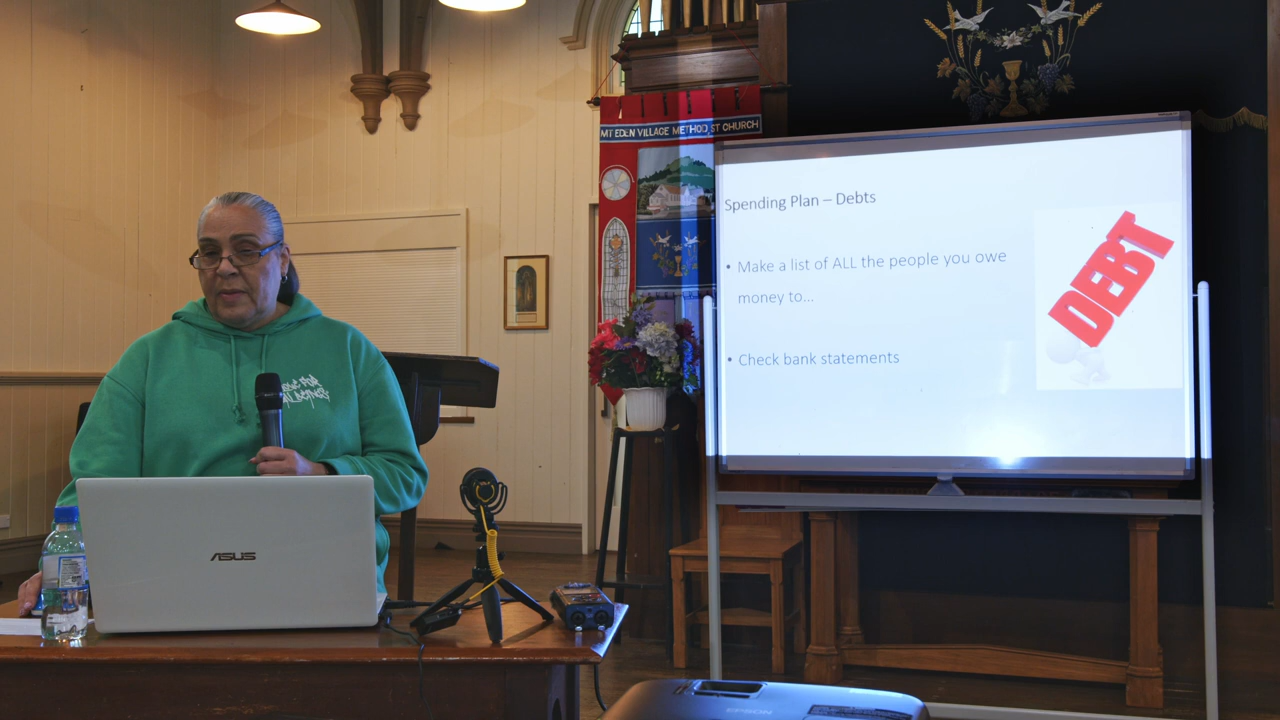 MT EDEN VILLAGE METHODIST CHURCH
Spending Plan – Debts
• Make a list of ALL the people you owe
money to...
• Check bank statements
DEBT
ASUS
EPSON